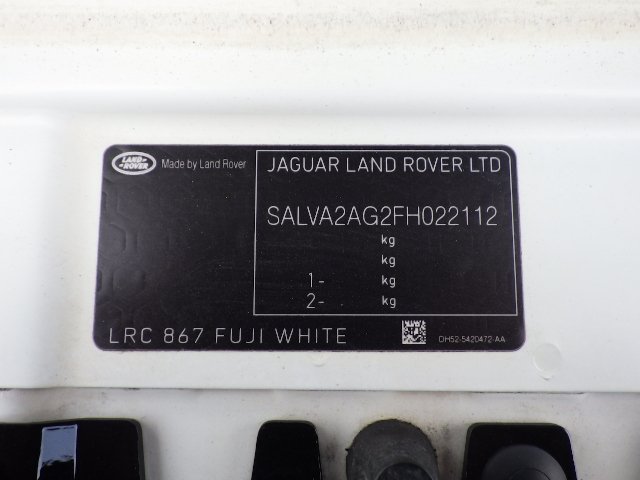 LAND ROVER
Made by Land Rover
JAGUAR LAND ROVER LTD
SALVA2AG2FH022112
kg
kg
1- kg
2- kg
LRC 867 FUJI WHITE
DH52-5420472-AA